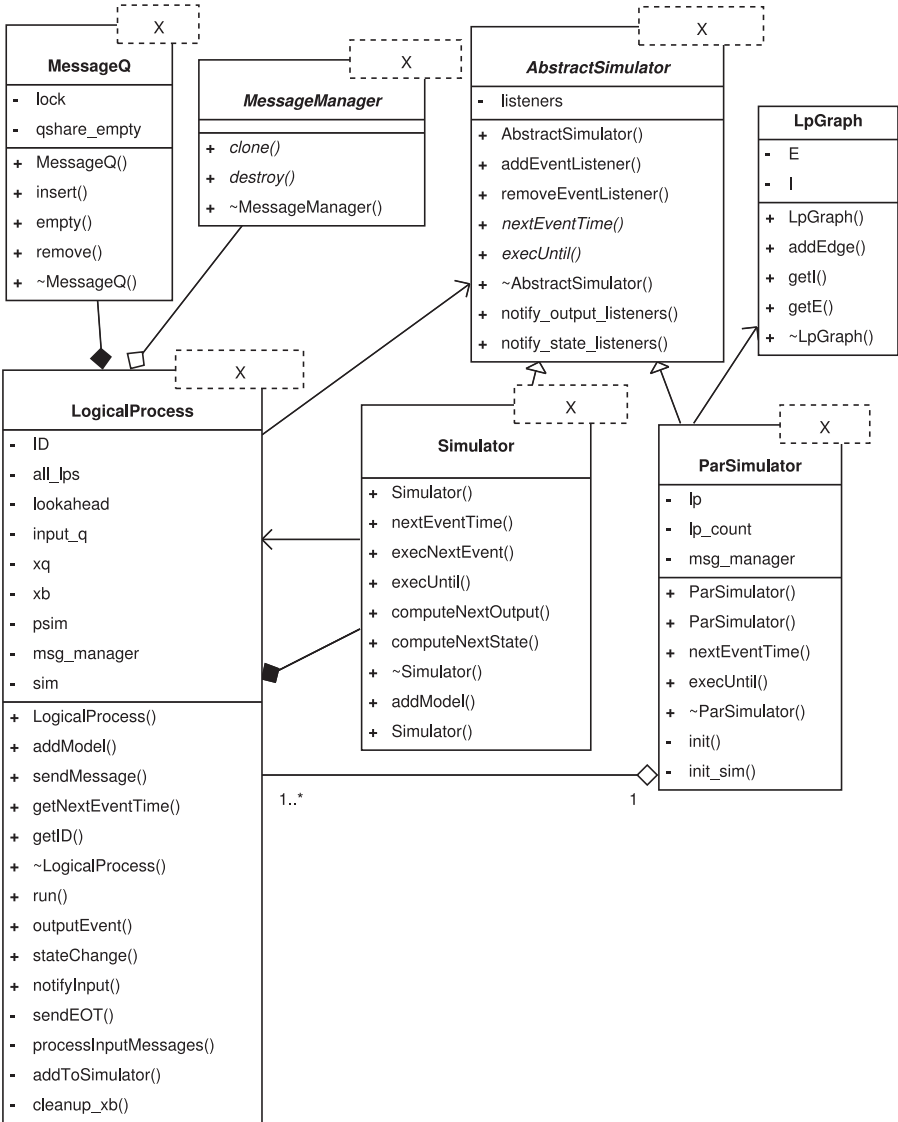 X
MessageQ
- lock
- qshare_empty
+ MessageQ()
+ insert()
+ empty()
+ remove()
+ ~MessageQ()
X
MessageManager
+ clone()
+ destroy()
+ ~MessageManager()
X
AbstractSimulator
- listeners
+ AbstractSimulator()
+ addEventListener()
+ removeEventListener()
+ nextEventTime()
+ execUntil()
+ ~AbstractSimulator()
+ notify_output_listeners()
+ notify_state_listeners()
LpGraph
- E
- I
+ LpGraph()
+ addEdge()
+ getI()
+ getE()
+ ~LpGraph()
X
LogicalProcess
- ID
- all_lps
- lookahead
- input_q
- xq
- xb
- psim
- msg_manager
- sim
+ LogicalProcess()
+ addModel()
+ sendMessage()
+ getNextEventTime()
+ getID()
+ ~LogicalProcess()
+ run()
+ outputEvent()
+ stateChange()
+ notifyInput()
- sendEOT()
- processInputMessages()
- addToSimulator()
- cleanup_xb()
X
Simulator
+ Simulator()
+ nextEventTime()
+ execNextEvent()
+ execUntil()
+ computeNextOutput()
+ computeNextState()
+ ~Simulator()
+ addModel()
+ Simulator()
X
ParSimulator
- lp
- lp_count
- msg_manager
+ ParSimulator()
+ ParSimulator()
+ nextEventTime()
+ execUntil()
+ ~ParSimulator()
- init()
- init_sim()
1..*
1